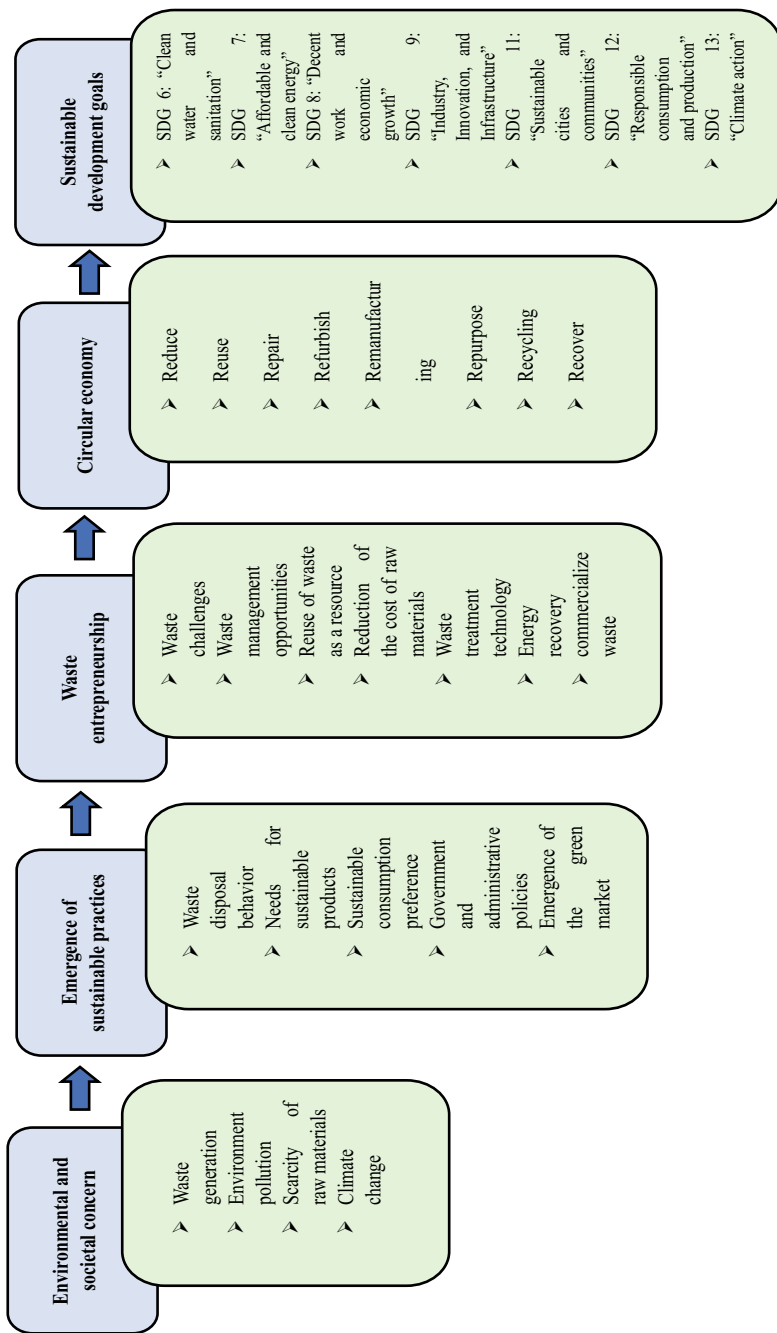 Environmental and
societal concern
➢ Waste
generation
➢ Environment
pollution
➢ Scarcity of
raw materials
➢ Climate
change
Emergence of
sustainable practices
➢ Waste
disposal
behavior
➢ Needs for
sustainable
products
➢ Sustainable
consumption
preference
➢ Government
and
administrative
policies
➢ Emergence of
the green
market
Waste
entrepreneurship
➢ Waste
challenges
➢ Waste
management
opportunities
➢ Reuse of waste
as a resource
➢ Reduction of
the cost of raw
materials
➢ Waste
treatment
technology
➢ Energy
recovery
➢ commercialize
waste
Circular economy
➢ Reduce
➢ Reuse
➢ Repair
➢ Refurbish
➢ Remanufactur
ing
➢ Repurpose
➢ Recycling
➢ Recover
Sustainable
development goals
➢ SDG 6: “Clean
water and
sanitation”
➢ SDG 7:
“Affordable and
clean energy”
➢ SDG 8: “Decent
work and
economic
growth”
➢ SDG 9:
“Industry,
Innovation, and
Infrastructure”
➢ SDG 11:
“Sustainable
cities and
communities”
➢ SDG 12:
“Responsible
consumption
and production”
➢ SDG 13:
“Climate action”